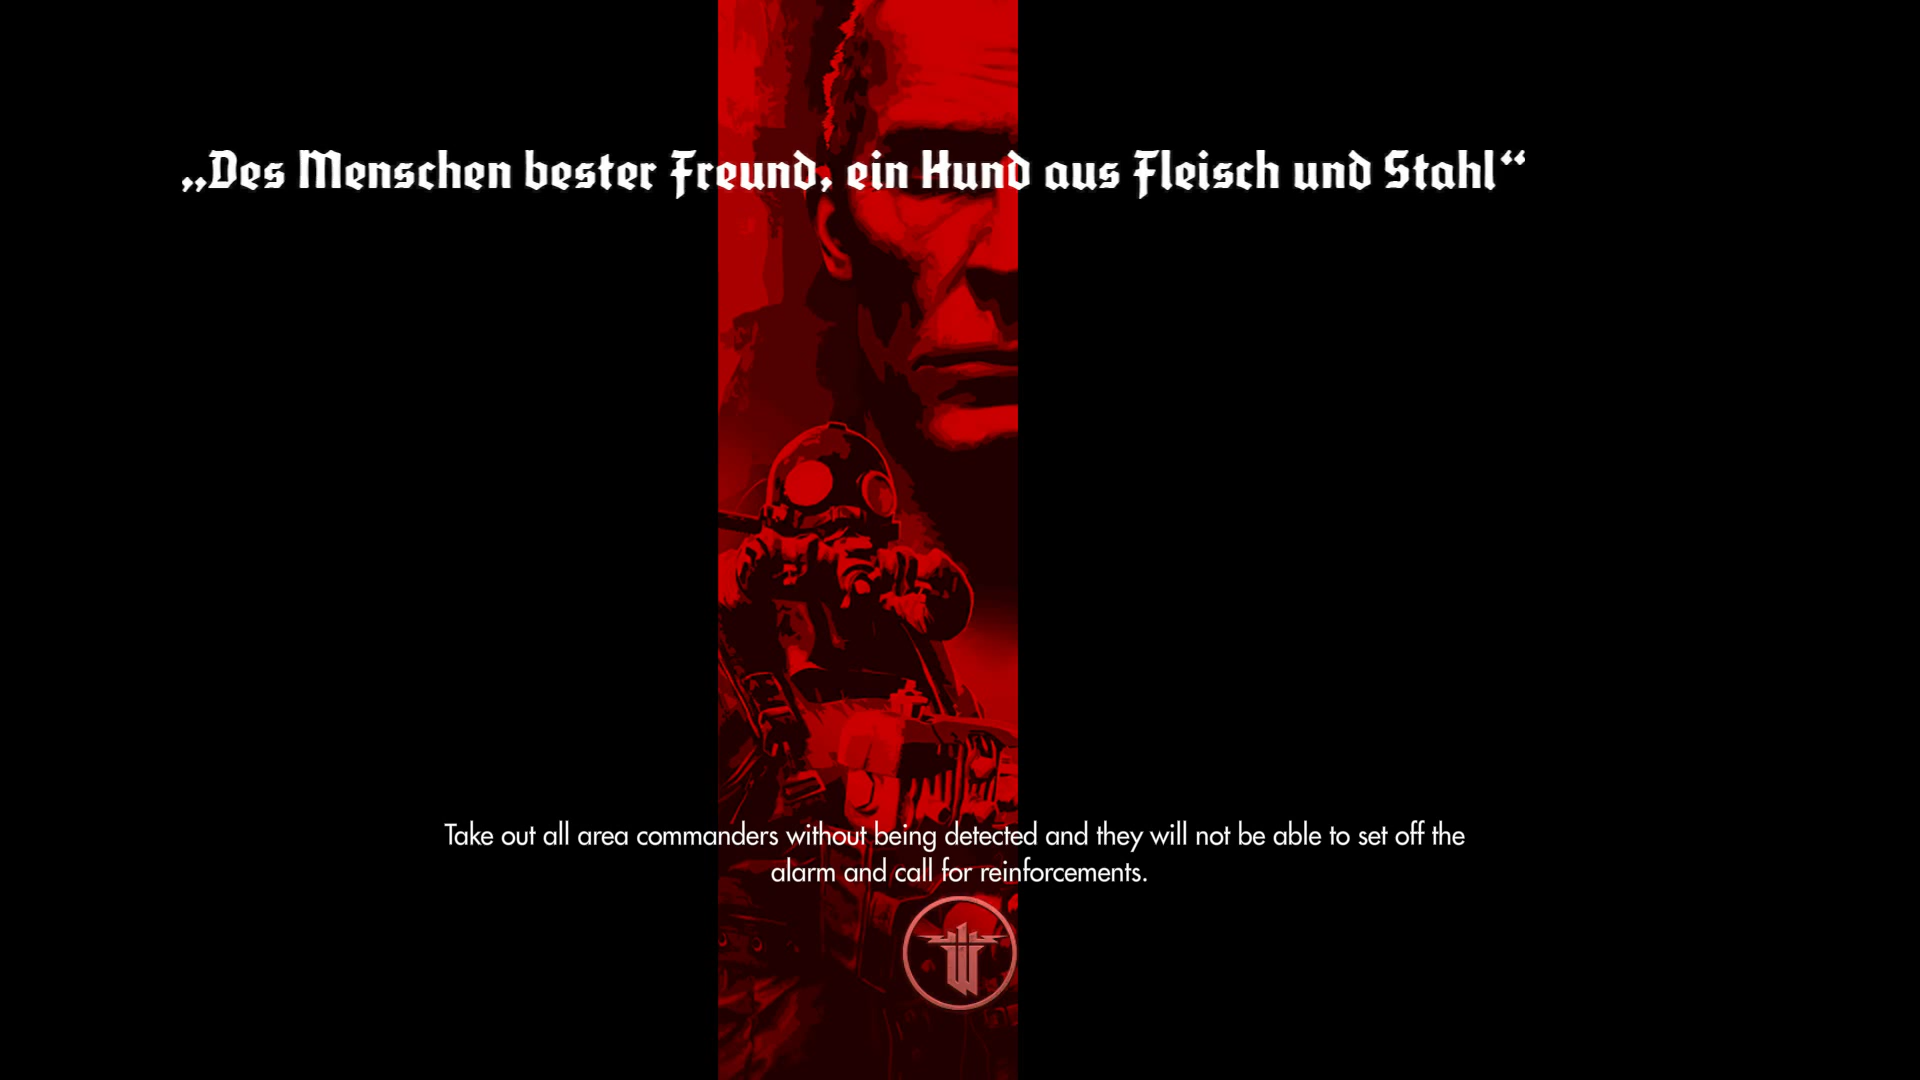 „Des Menschen bester Freund, ein Hund aus Fleisch und Stahl“
Take out all area commanders without being detected and they will not be able to set off the
alarm and call for reinforcements.